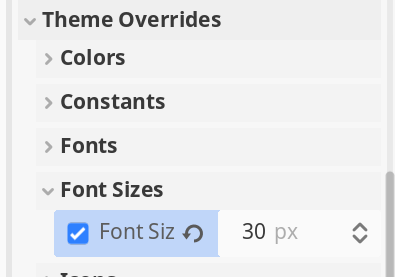 Theme Overrides
Colors
Constants
Fonts
Font Sizes
Font Siz 30 px